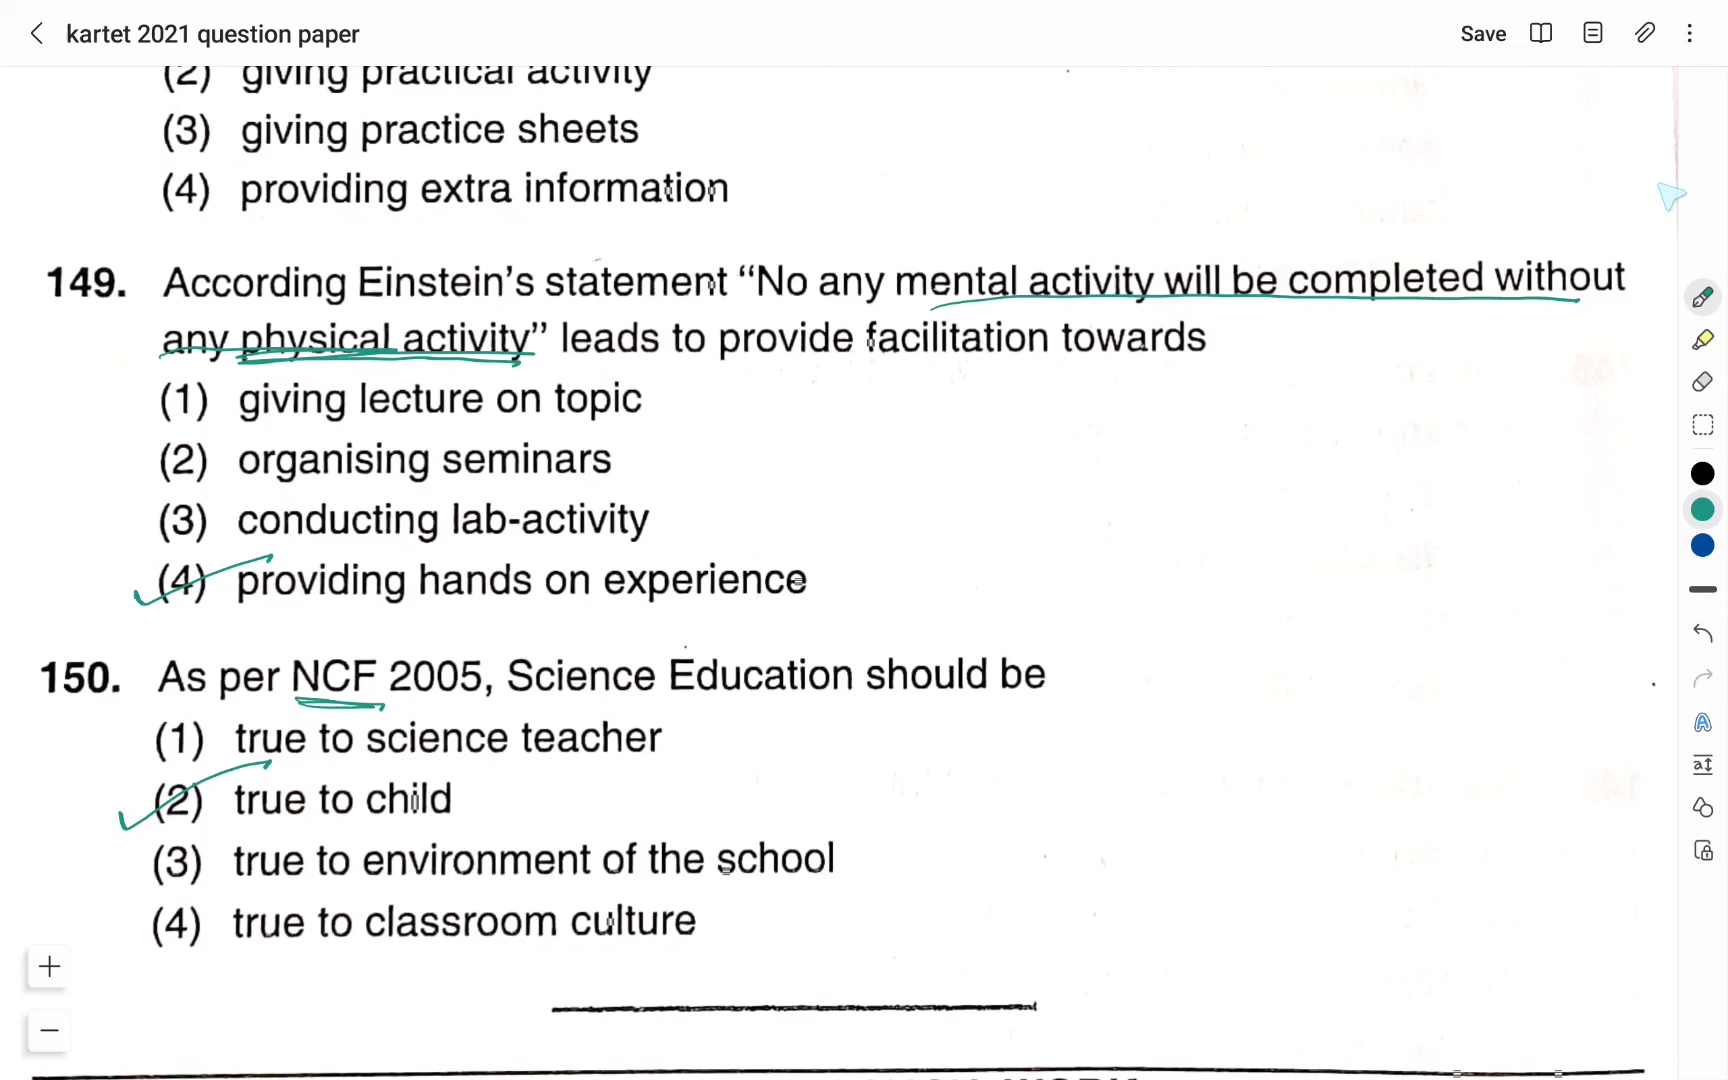 kartet 2021 question paper
Save
(2) giving practical activity
(3) giving practice sheets
(4) providing extra information
149. According Einstein's statement “No any mental activity will be completed without
any physical activity” leads to provide facilitation towards
(1) giving lecture on topic
(2) organising seminars
(3) conducting lab-activity
(4) providing hands on experience
150. As per NCF 2005, Science Education should be
(1) true to science teacher
(2) true to child
(3) true to environment of the school
(4) true to classroom culture